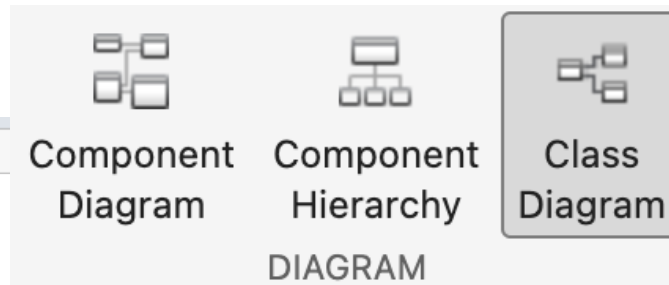 Component
Diagram
Component
Hierarchy
Class
Diagram
DIAGRAM